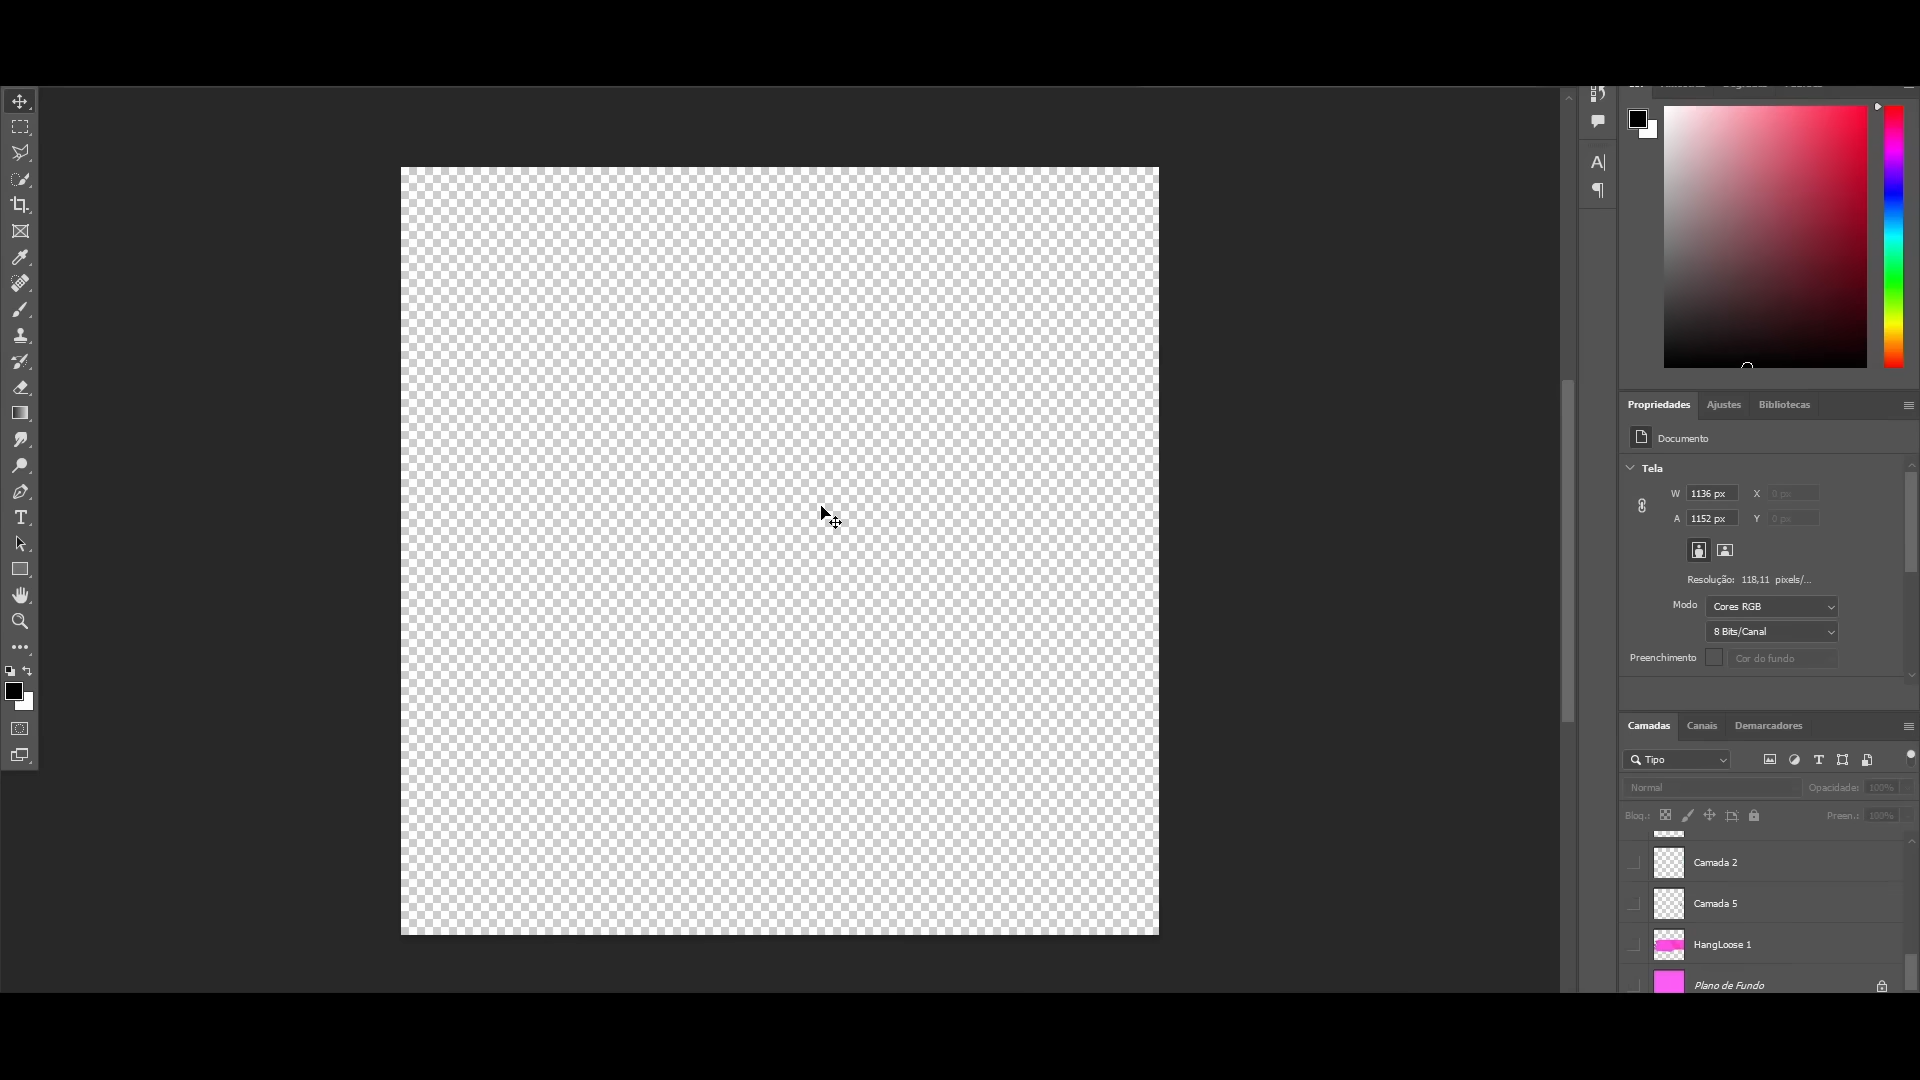 Propriedades Ajustes Bibliotecas
Documento
Tela
W 1136 px X 0 px
A 1152 px Y 0 px
Resolução: 118,11 pixels/...
Modo Cores RGB
8 Bits/Canal
Preenchimento Cor do fundo
Camadas Canais Demarcadores
Tipo
Normal Opacidade: 100%
Bloq.: Preen.: 100%
Camada 2
Camada 5
HangLoose 1
Plano de Fundo